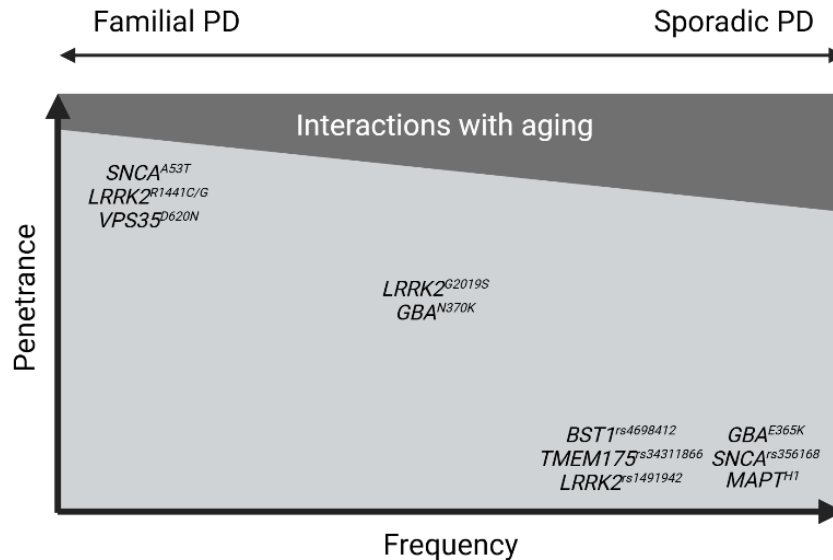 Familial PD
Sporadic PD
Interactions with aging
SNCA^A53T
LRRK2^R1441C/G
VPS35^D620N
Penetrance
LRRK2^G2019S
GBA^N370K
BST1^rs4698412
TMEM175^rs34311866
LRRK2^rs1491942
GBA^E365K
SNCA^rs356168
MAPT^H1
Frequency